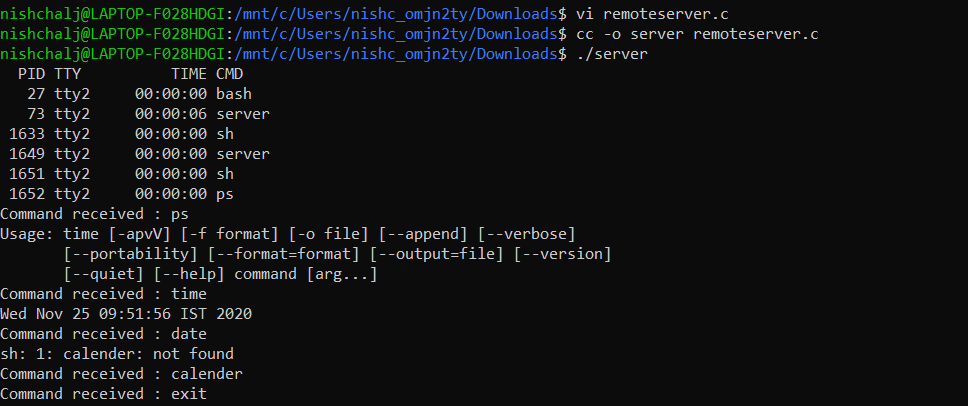 nishchalj@LAPTOP-F028HDGI:/mnt/c/Users/nishc_omjn2ty/Downloads$ vi remoteserver.c
nishchalj@LAPTOP-F028HDGI:/mnt/c/Users/nishc_omjn2ty/Downloads$ cc -o server remoteserver.c
nishchalj@LAPTOP-F028HDGI:/mnt/c/Users/nishc_omjn2ty/Downloads$ ./server
  PID TTY          TIME CMD
   27 tty2     00:00:00 bash
   73 tty2     00:00:06 server
 1633 tty2     00:00:00 sh
 1649 tty2     00:00:00 server
 1651 tty2     00:00:00 sh
 1652 tty2     00:00:00 ps
Command received : ps
Usage: time [-apvV] [-f format] [-o file] [--append] [--verbose]
       [--portability] [--format=format] [--output=file] [--version]
       [--quiet] [--help] command [arg...]
Command received : time
Wed Nov 25 09:51:56 IST 2020
Command received : date
sh: 1: calender: not found
Command received : calender
Command received : exit